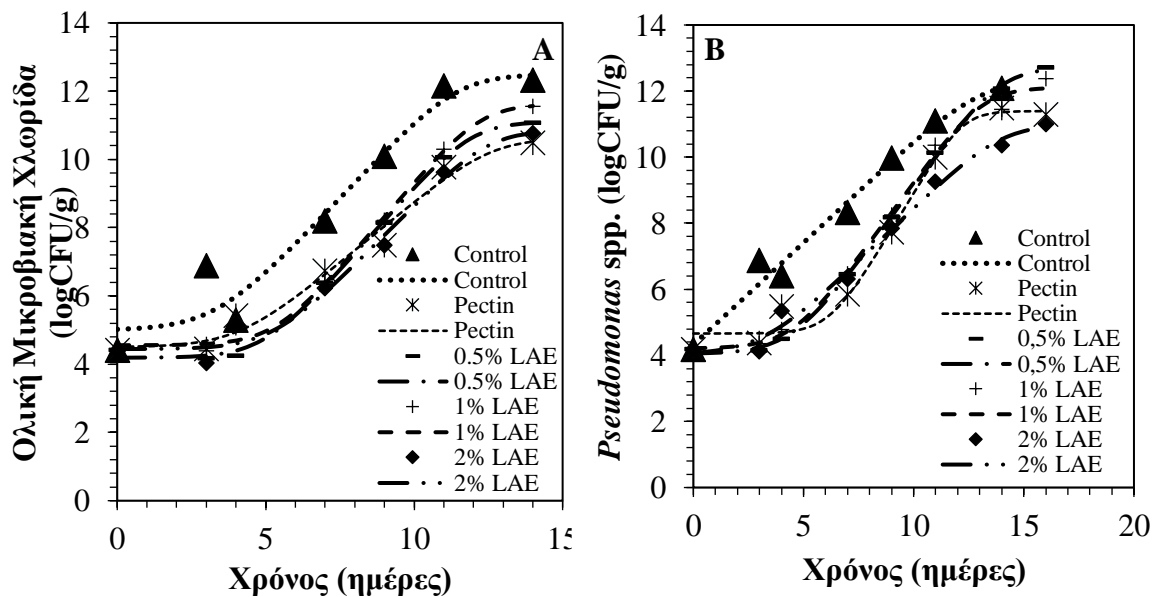 Ολική Μικροβιακή Χλωρίδα
(logCFU/g)
14
12
10
8
6
4
2
0
A
Control
Control
Pectin
Pectin
0.5% LAE
0.5% LAE
1% LAE
1% LAE
2% LAE
2% LAE
0
5
10
15
Χρόνος (ημέρες)
Pseudomonas spp. (logCFU/g)
14
12
10
8
6
4
2
0
B
Control
Control
Pectin
Pectin
0,5% LAE
0,5% LAE
1% LAE
1% LAE
2% LAE
2% LAE
0
5
10
15
20
Χρόνος (ημέρες)